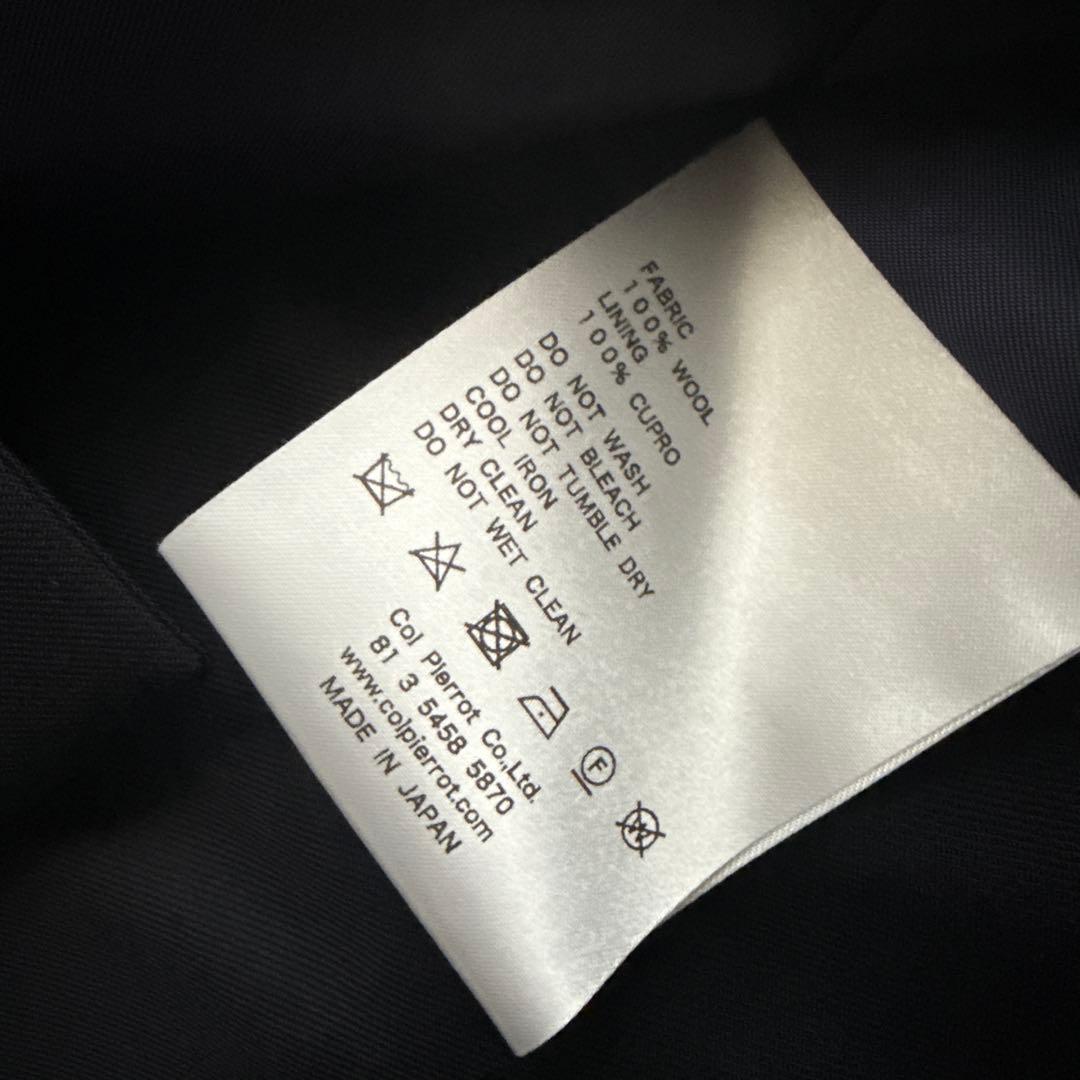 FABRIC
100% WOOL
LINING
100% CUPRO
DO NOT WASH
DO NOT BLEACH
DO NOT TUMBLE DRY
COOL IRON
DRY CLEAN
DO NOT WET CLEAN
F
W
Col Pierrot Co.,Ltd.
81 3 5458 5870
www.colpierrot.com
MADE IN JAPAN